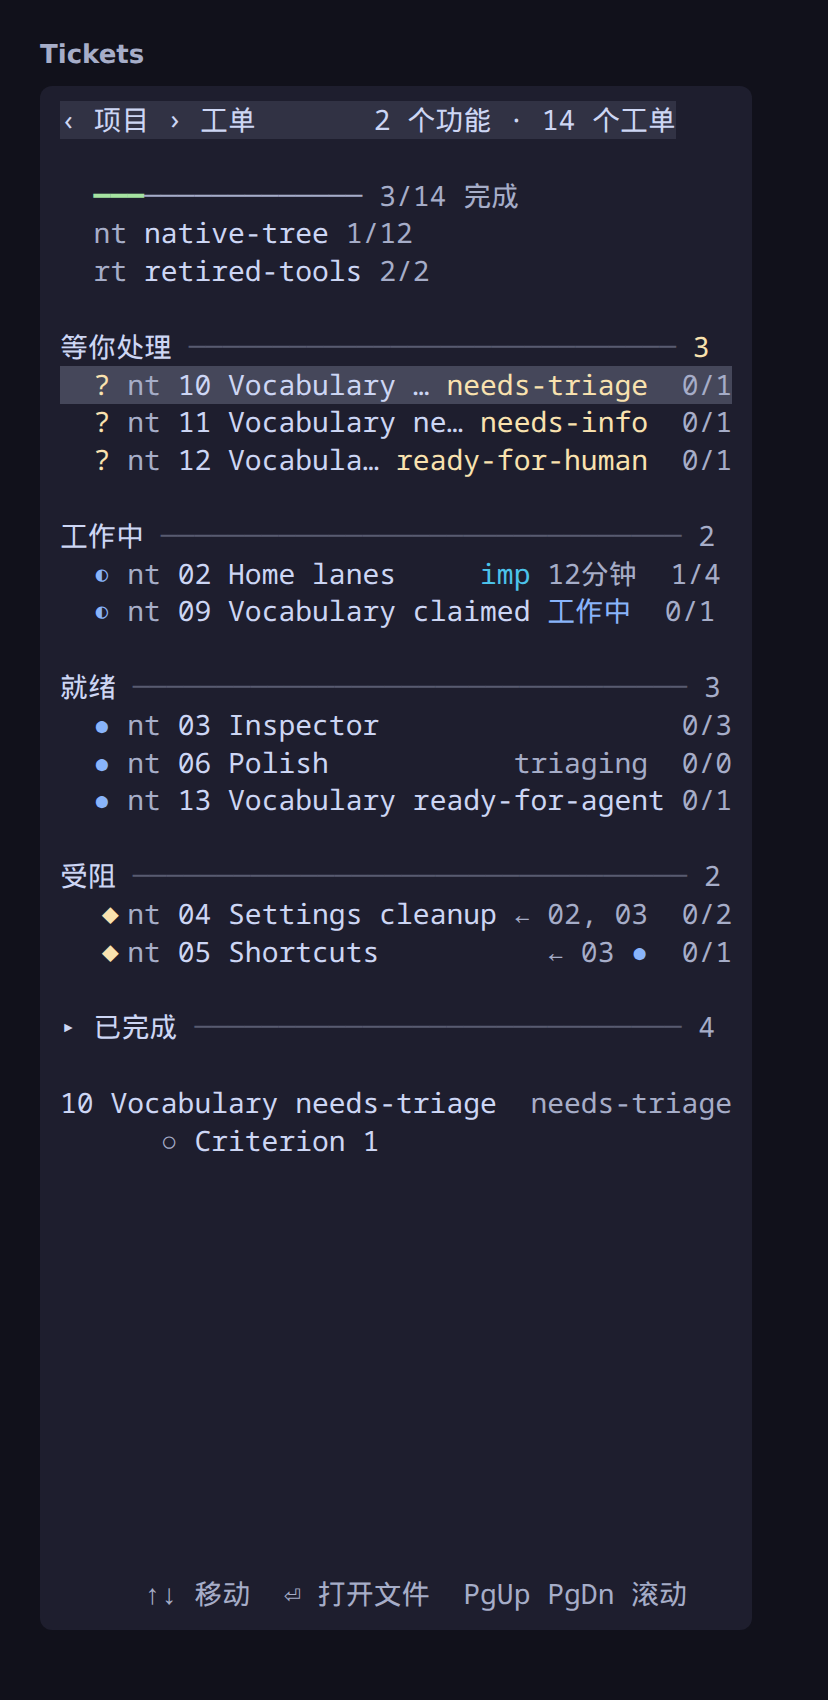 Tickets
‹ 项目 › 工单 2 个功能 · 14 个工单
3/14 完成
nt native-tree 1/12
rt retired-tools 2/2
等你处理 3
? nt 10 Vocabulary … needs-triage 0/1
? nt 11 Vocabulary ne… needs-info 0/1
? nt 12 Vocabula… ready-for-human 0/1
工作中 2
◐ nt 02 Home lanes imp 12分钟 1/4
◐ nt 09 Vocabulary claimed 工作中 0/1
就绪 3
● nt 03 Inspector 0/3
● nt 06 Polish triaging 0/0
● nt 13 Vocabulary ready-for-agent 0/1
受阻 2
◆ nt 04 Settings cleanup ← 02, 03 0/2
◆ nt 05 Shortcuts ← 03 ● 0/1
▸ 已完成 4
10 Vocabulary needs-triage needs-triage
○ Criterion 1
↑↓ 移动 ⏎ 打开文件 PgUp PgDn 滚动